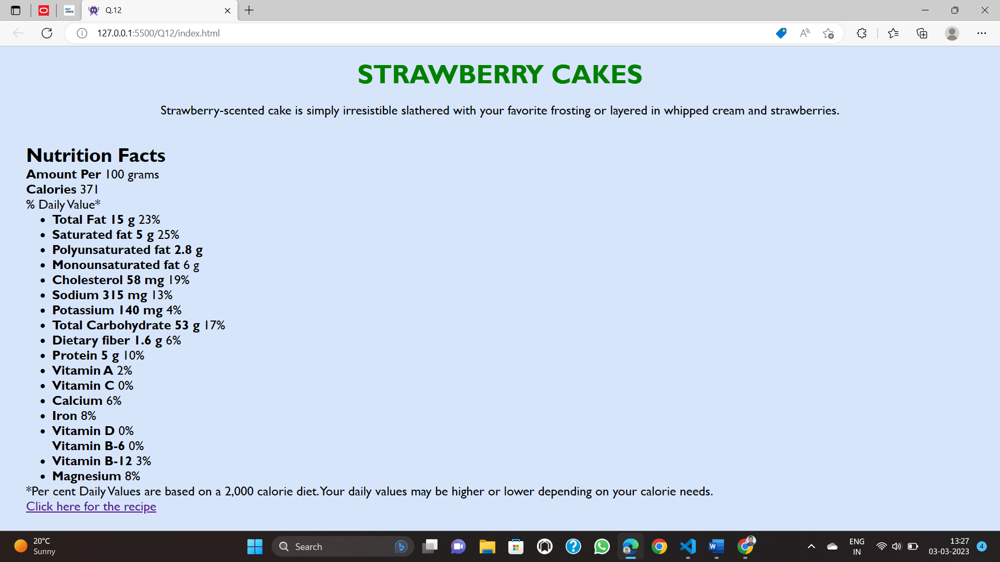 Q.12
127.0.0.1:5500/Q12/index.html
STRAWBERRY CAKES
Strawberry-scented cake is simply irresistible slathered with your favorite frosting or layered in whipped cream and strawberries.
Nutrition Facts
Amount Per 100 grams
Calories 371
% Daily Value*
• Total Fat 15 g 23%
• Saturated fat 5 g 25%
• Polyunsaturated fat 2.8 g
• Monounsaturated fat 6 g
• Cholesterol 58 mg 19%
• Sodium 315 mg 13%
• Potassium 140 mg 4%
• Total Carbohydrate 53 g 17%
• Dietary fiber 1.6 g 6%
• Protein 5 g 10%
• Vitamin A 2%
• Vitamin C 0%
• Calcium 6%
• Iron 8%
• Vitamin D 0%
Vitamin B-6 0%
• Vitamin B-12 3%
• Magnesium 8%
*Per cent Daily Values are based on a 2,000 calorie diet. Your daily values may be higher or lower depending on your calorie needs.
Click here for the recipe
20°C
Sunny
Search
ENG
IN
13:27
03-03-2023
4